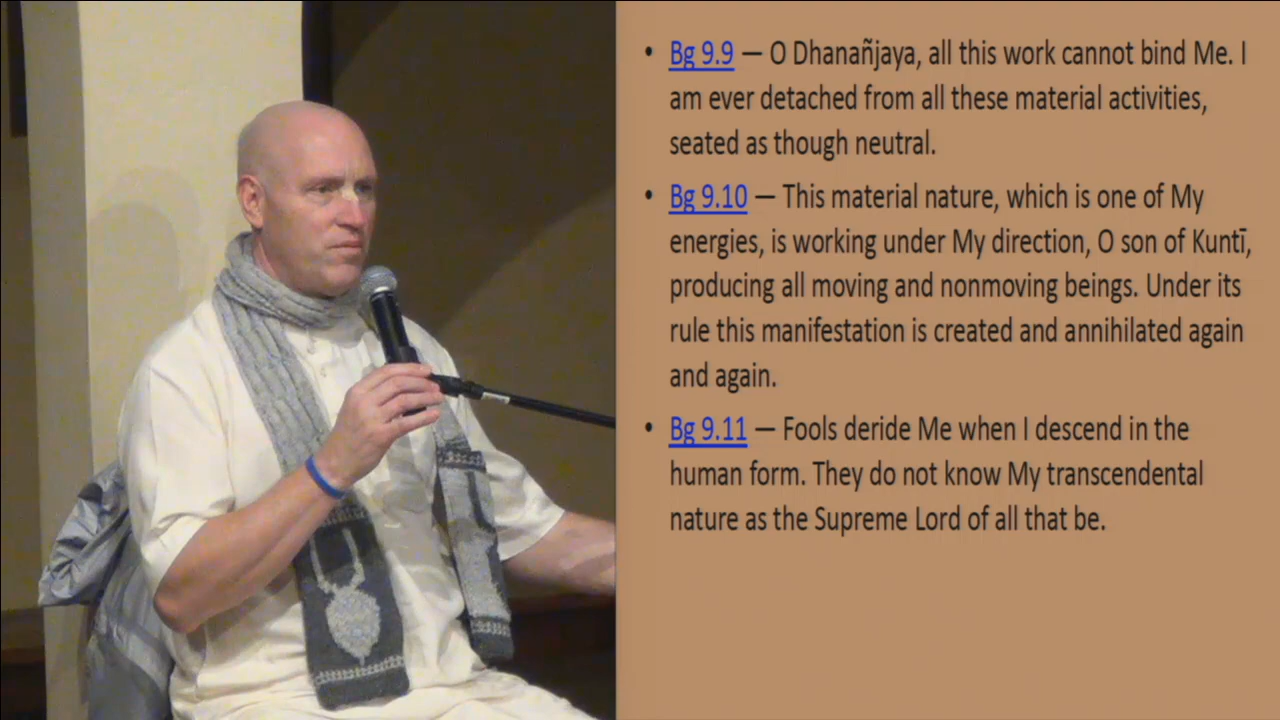 • Bg 9.9 — O Dhanañjaya, all this work cannot bind Me. I
am ever detached from all these material activities,
seated as though neutral.
• Bg 9.10 — This material nature, which is one of My
energies, is working under My direction, O son of Kuntī,
producing all moving and nonmoving beings. Under its
rule this manifestation is created and annihilated again
and again.
• Bg 9.11 — Fools deride Me when I descend in the
human form. They do not know My transcendental
nature as the Supreme Lord of all that be.